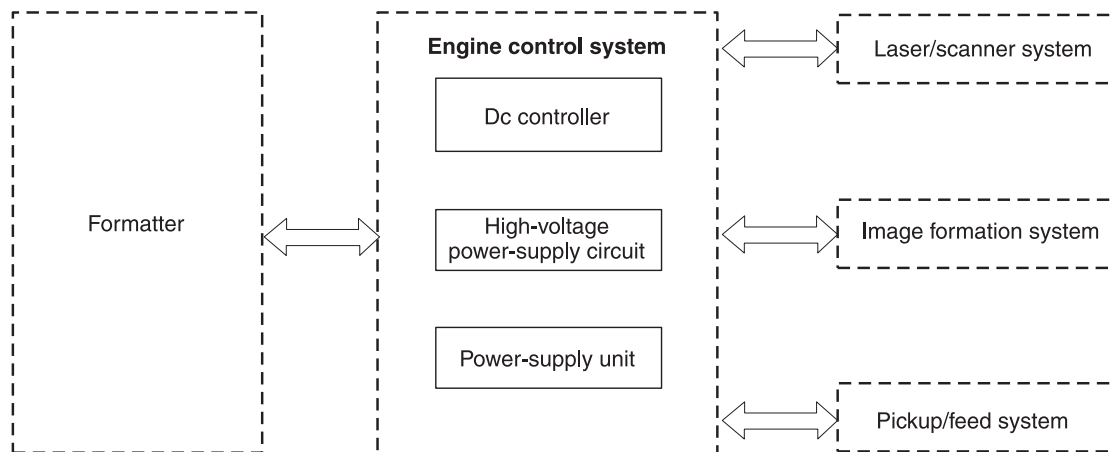 Formatter
Engine control system
Dc controller
High-voltage
power-supply circuit
Power-supply unit
Laser/scanner system
Image formation system
Pickup/feed system